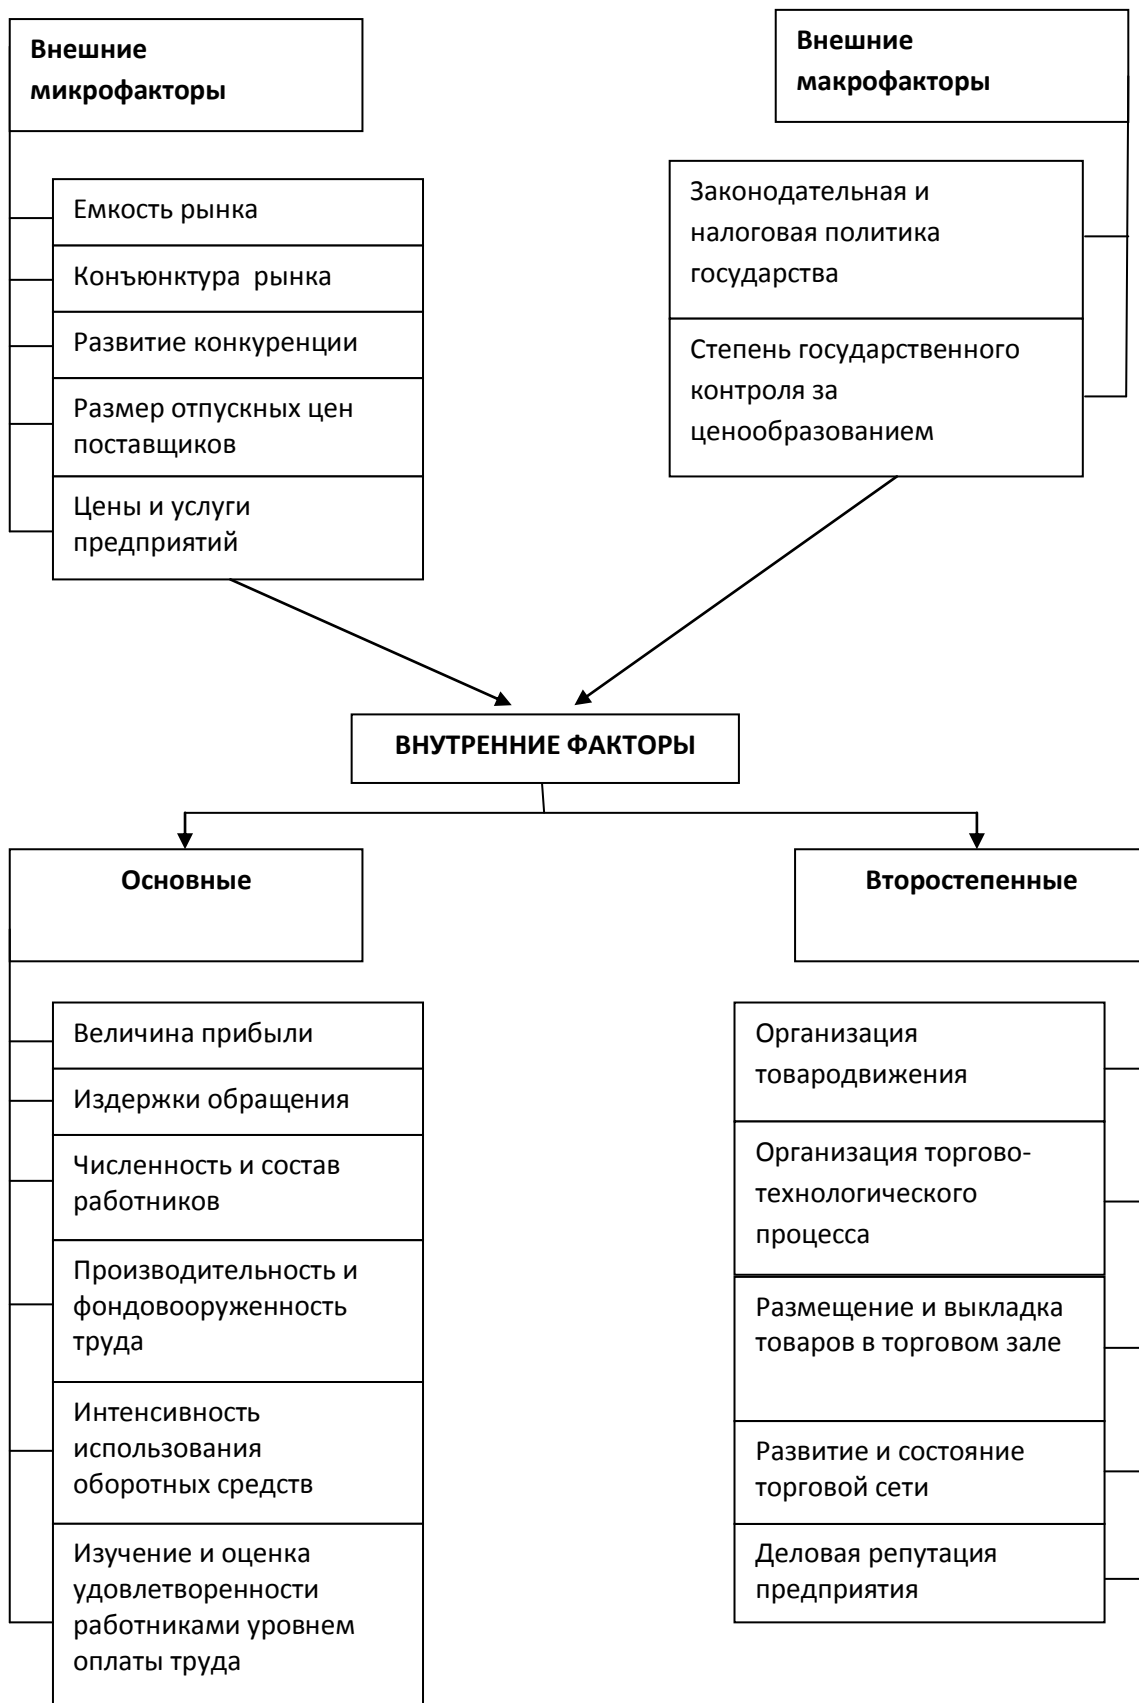 Внешние
микрофакторы
Емкость рынка
Конъюнктура рынка
Развитие конкуренции
Размер отпускных цен
поставщиков
Цены и услуги
предприятий
Внешние
макрофакторы
Законодательная и
налоговая политика
государства
Степень государственного
контроля за
ценообразованием
ВНУТРЕННИЕ ФАКТОРЫ
Основные
Величина прибыли
Издержки обращения
Численность и состав
работников
Производительность и
фондовооруженность
труда
Интенсивность
использования
оборотных средств
Изучение и оценка
удовлетворенности
работниками уровнем
оплаты труда
Второстепенные
Организация
товародвижения
Организация торгово-
технологического
процесса
Размещение и выкладка
товаров в торговом зале
Развитие и состояние
торговой сети
Деловая репутация
предприятия